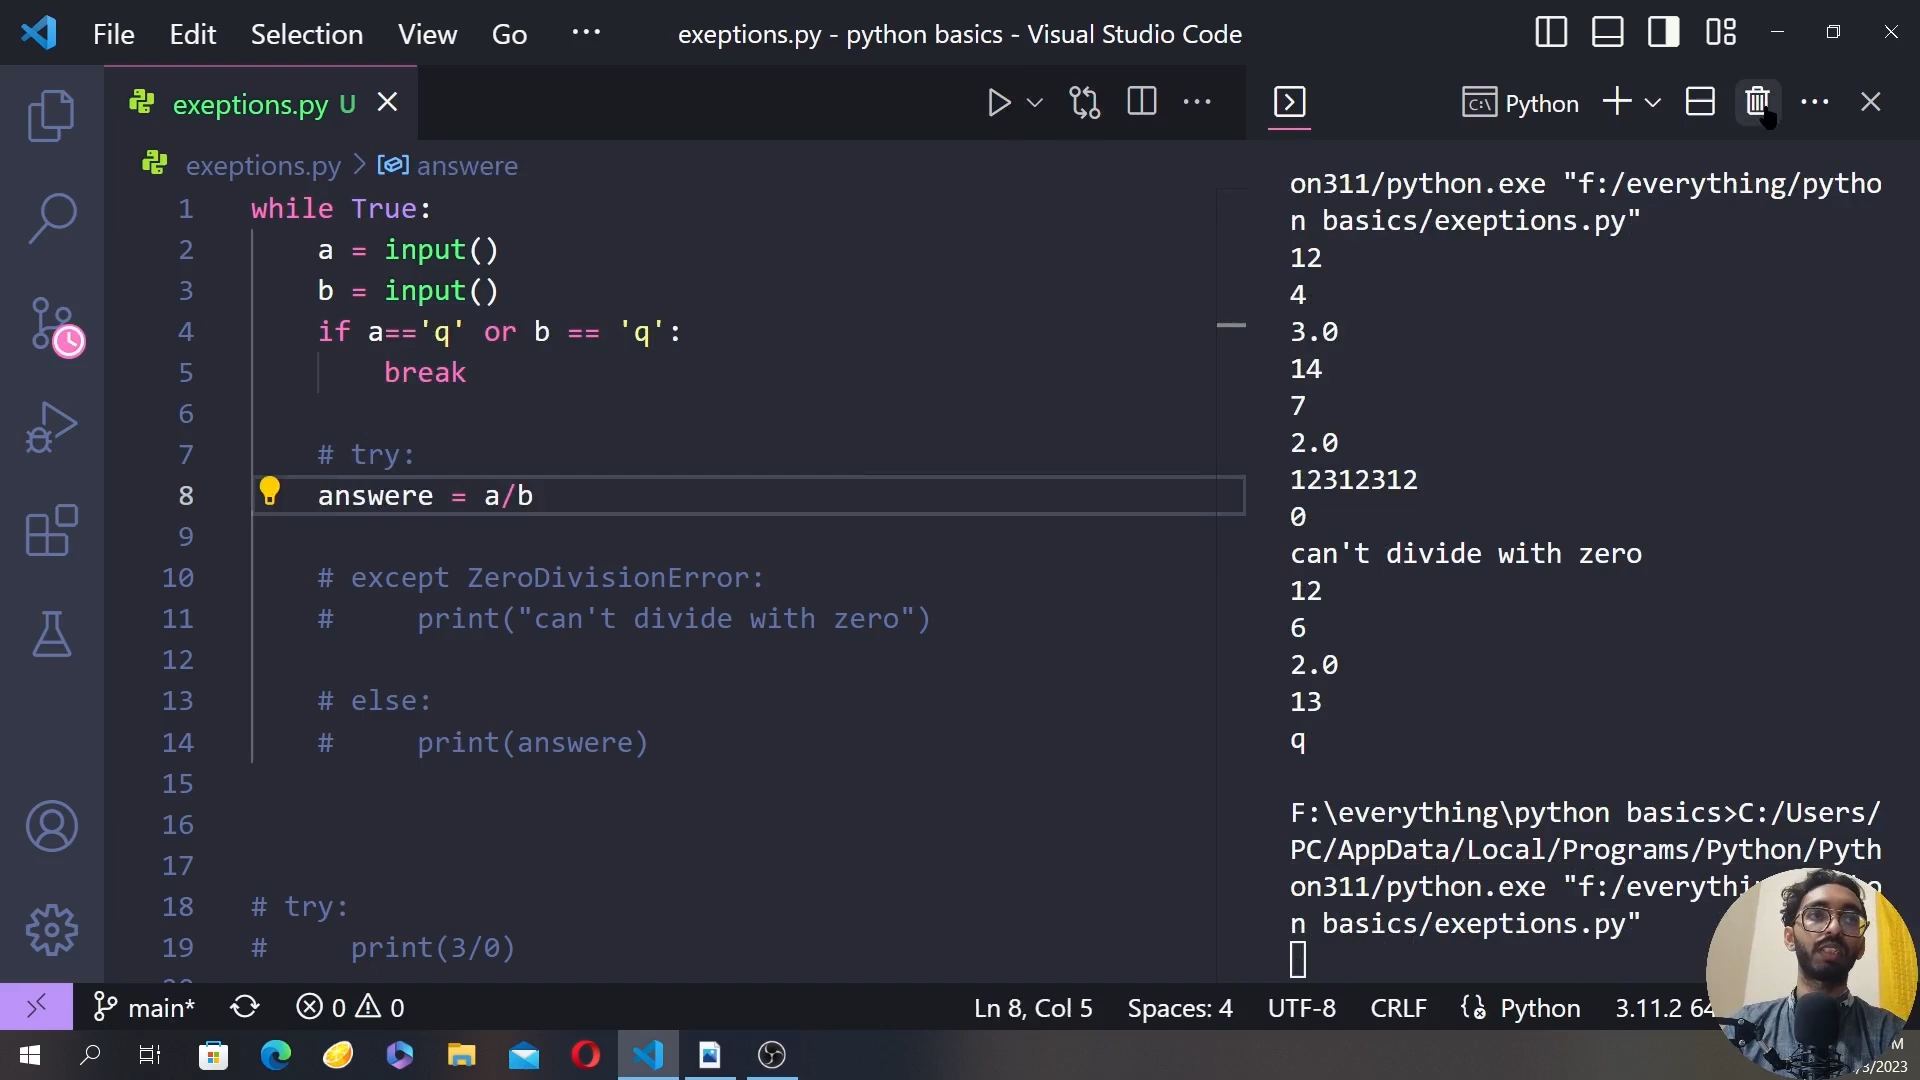 File Edit Selection View Go ... exeptions.py - python basics - Visual Studio Code
exeptions.py U
Python
exeptions.py > answere
1 while True:
2     a = input()
3     b = input()
4     if a=='q' or b == 'q':
5         break
6
7     # try:
8     answere = a/b
9
10     # except ZeroDivisionError:
11     #     print("can't divide with zero")
12
13     # else:
14     #     print(answere)
15
16
17
18 # try:
19 #     print(3/0)
on311/python.exe "f:/everything/pytho
n basics/exeptions.py"
12
4
3.0
14
7
2.0
12312312
0
can't divide with zero
12
6
2.0
13
q
F:\everything\python basics>C:/Users/
PC/AppData/Local/Programs/Python/Pyth
on311/python.exe "f:/everythi
n basics/exeptions.py"
main* 0 0 Ln 8, Col 5 Spaces: 4 UTF-8 CRLF Python 3.11.2 64
M
/3/2023